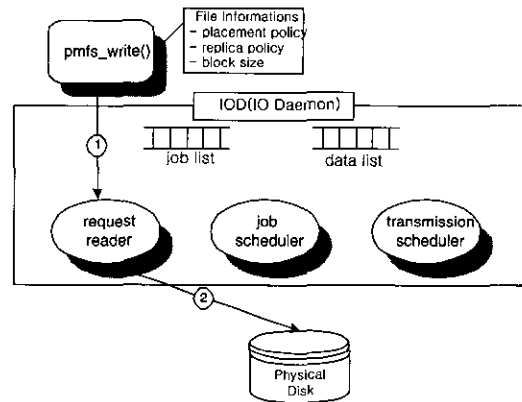 File Informations
- placement policy
- replica policy
- block size
pmfs_write()
IOD(IO Daemon)
1
job list
data list
request
reader
job
scheduler
transmission
scheduler
2
Physical
Disk